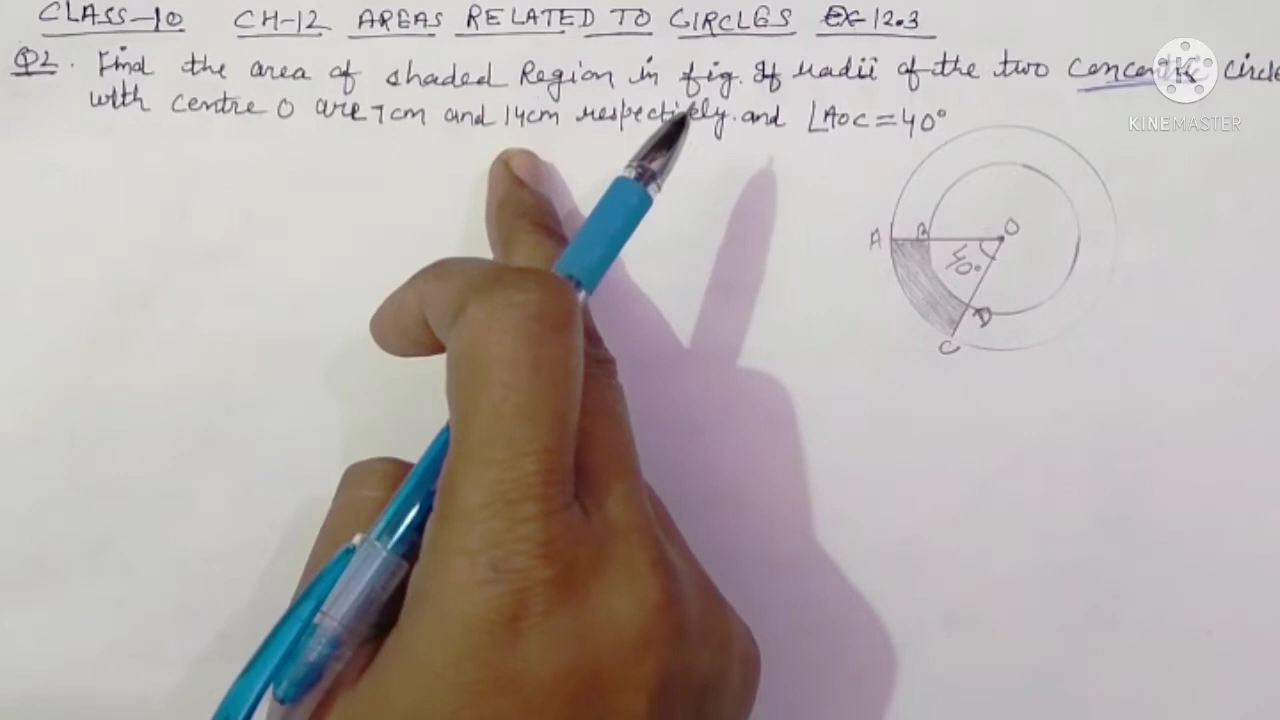 CLASS-10 CH-12 AREAS RELATED TO CIRCLES EX-12.3
Q2. Find the area of shaded Region in fig. If radii of the two concentric circle
with centre O are 7cm and 14cm respectively. and ∠AOC = 40°
K
KINEMASTER
A B O
40°
D
C